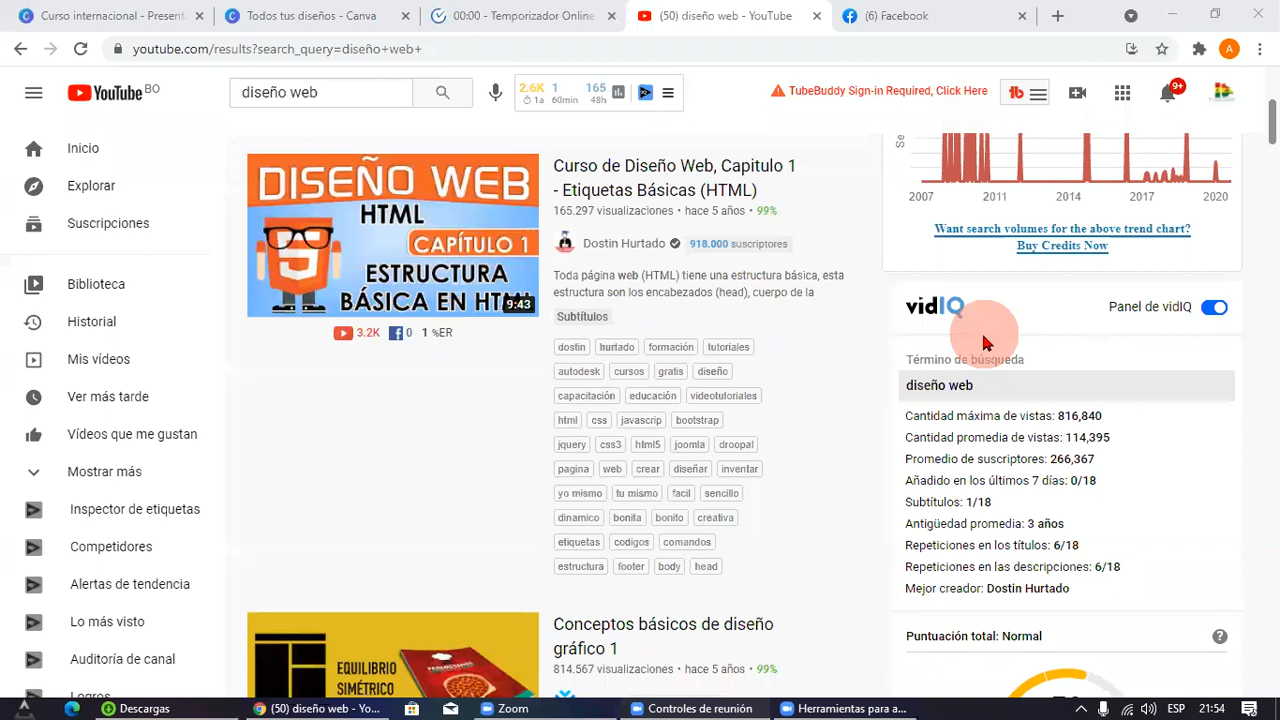 Curso internacional - Present
Todos tus diseños - Canva
00:00 - Temporizador Online
(50) diseño web - YouTube
(6) Facebook
youtube.com/results?search_query=diseño+web+
YouTube BO
diseño web
2.6K 1 165
1a 60min 48h
TubeBuddy Sign-in Required, Click Here
9+
Inicio
Explorar
Suscripciones
Biblioteca
Historial
Mis vídeos
Ver más tarde
Vídeos que me gustan
Mostrar más
Inspector de etiquetas
Competidores
Alertas de tendencia
Lo más visto
Auditoría de canal
Logros
DISEÑO WEB
HTML
CAPÍTULO 1
ESTRUCTURA
BÁSICA EN HTML
9:43
3.2K 0 1 %ER
Curso de Diseño Web, Capitulo 1
- Etiquetas Básicas (HTML)
165.297 visualizaciones • hace 5 años • 99%
Dostin Hurtado 918.000 suscriptores
Toda página web (HTML) tiene una estructura básica, esta
estructura son los encabezados (head), cuerpo de la
Subtítulos
dostin hurtado formación tutoriales
autodesk cursos gratis diseño
capacitación educación videotutoriales
html css javascrip bootstrap
jquery css3 html5 joomla droopal
pagina web crear diseñar inventar
yo mismo tu mismo facil sencillo
dinamico bonita bonito creativa
etiquetas codigos comandos
estructura footer body head
EQUILIBRIO
SIMÉTRICO
Conceptos básicos de diseño
gráfico 1
814.567 visualizaciones • hace 5 años • 99%
Se
2007 2011 2014 2017 2020
Want search volumes for the above trend chart?
Buy Credits Now
vidIQ
Panel de vidIQ
Término de búsqueda
diseño web
Cantidad máxima de vistas: 816,840
Cantidad promedia de vistas: 114,395
Promedio de suscriptores: 266,367
Añadido en los últimos 7 días: 0/18
Subtítulos: 1/18
Antigüedad promedia: 3 años
Repeticiones en los títulos: 6/18
Repeticiones en las descripciones: 6/18
Mejor creador: Dostin Hurtado
Puntuación total: Normal
Descargas
(50) diseño web - Yo...
Zoom
Controles de reunión
Herramientas para a...
ESP
21:54